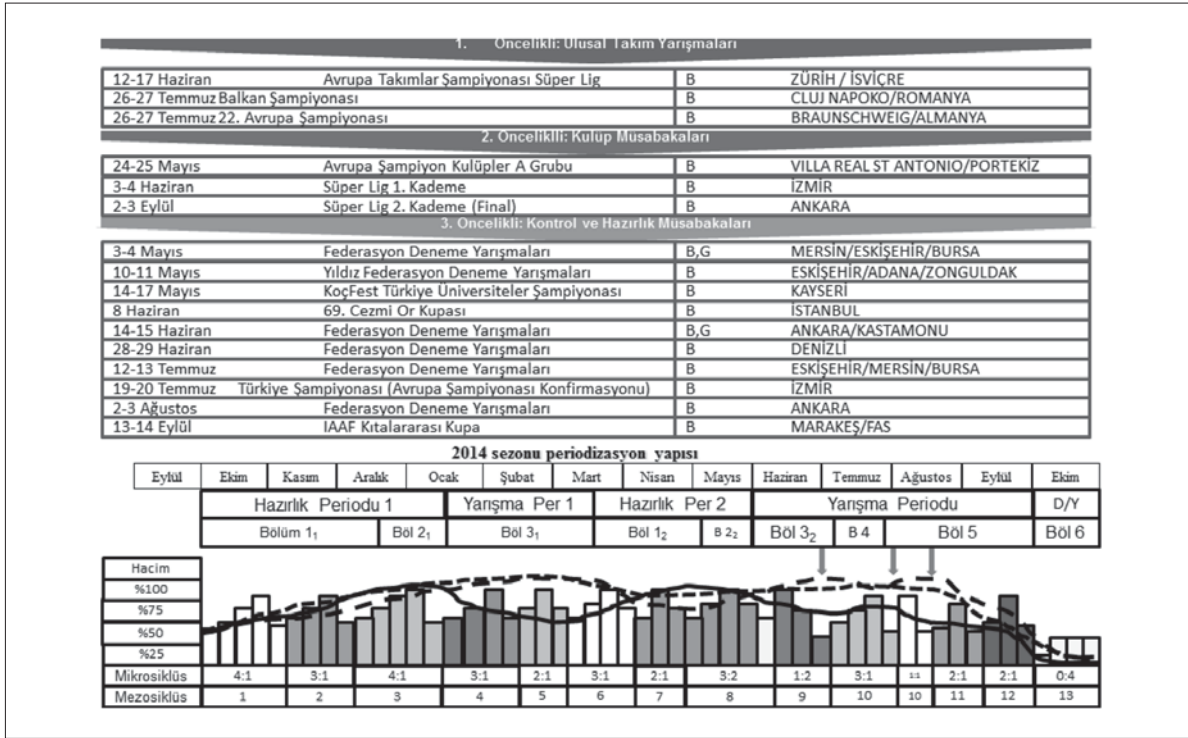 1. Öncelikli: Ulusal Takım Yarışmaları
12-17 Haziran Avrupa Takımlar Şampiyonası Süper Lig B ZÜRİH / İSVİÇRE
26-27 Temmuz Balkan Şampiyonası B CLUJ NAPOKO/ROMANYA
26-27 Temmuz 22. Avrupa Şampiyonası B BRAUNSCHWEIG/ALMANYA
2. Önceliklli: Kulüp Müsabakaları
24-25 Mayıs Avrupa Şampiyon Kulüpler A Grubu B VILLA REAL ST ANTONIO/PORTEKİZ
3-4 Haziran Süper Lig 1. Kademe B İZMİR
2-3 Eylül Süper Lig 2. Kademe (Final) B ANKARA
3. Öncelikli: Kontrol ve Hazırlık Müsabakaları
3-4 Mayıs Federasyon Deneme Yarışmaları B,G MERSİN/ESKİŞEHİR/BURSA
10-11 Mayıs Yıldız Federasyon Deneme Yarışmaları B ESKİŞEHİR/ADANA/ZONGULDAK
14-17 Mayıs KoçFest Türkiye Üniversiteler Şampiyonası B KAYSERİ
8 Haziran 69. Cezmi Or Kupası B İSTANBUL
14-15 Haziran Federasyon Deneme Yarışmaları B,G ANKARA/KASTAMONU
28-29 Haziran Federasyon Deneme Yarışmaları B DENİZLİ
12-13 Temmuz Federasyon Deneme Yarışmaları B ESKİŞEHİR/MERSİN/BURSA
19-20 Temmuz Türkiye Şampiyonası (Avrupa Şampiyonası Konfirmasyonu) B İZMİR
2-3 Ağustos Federasyon Deneme Yarışmaları B ANKARA
13-14 Eylül IAAF Kıtalararası Kupa B MARAKEŞ/FAS
2014 sezonu periodizasyon yapısı
Eylül Ekim Kasım Aralık Ocak Şubat Mart Nisan Mayıs Haziran Temmuz Ağustos Eylül Ekim
Hazırlık Periodu 1 Yarışma Per 1 Hazırlık Per 2 Yarışma Periodu D/Y
Bölüm 1₁ Böl 2₁ Böl 3₁ Böl 1₂ B 2₂ Böl 3₂ B 4 Böl 5 Böl 6
Hacim
%100
%75
%50
%25
Mikrosiklüs 4:1 3:1 4:1 3:1 2:1 3:1 2:1 3:2 1:2 3:1 1:1 2:1 2:1 0:4
Mezosiklüs 1 2 3 4 5 6 7 8 9 10 10 11 12 13